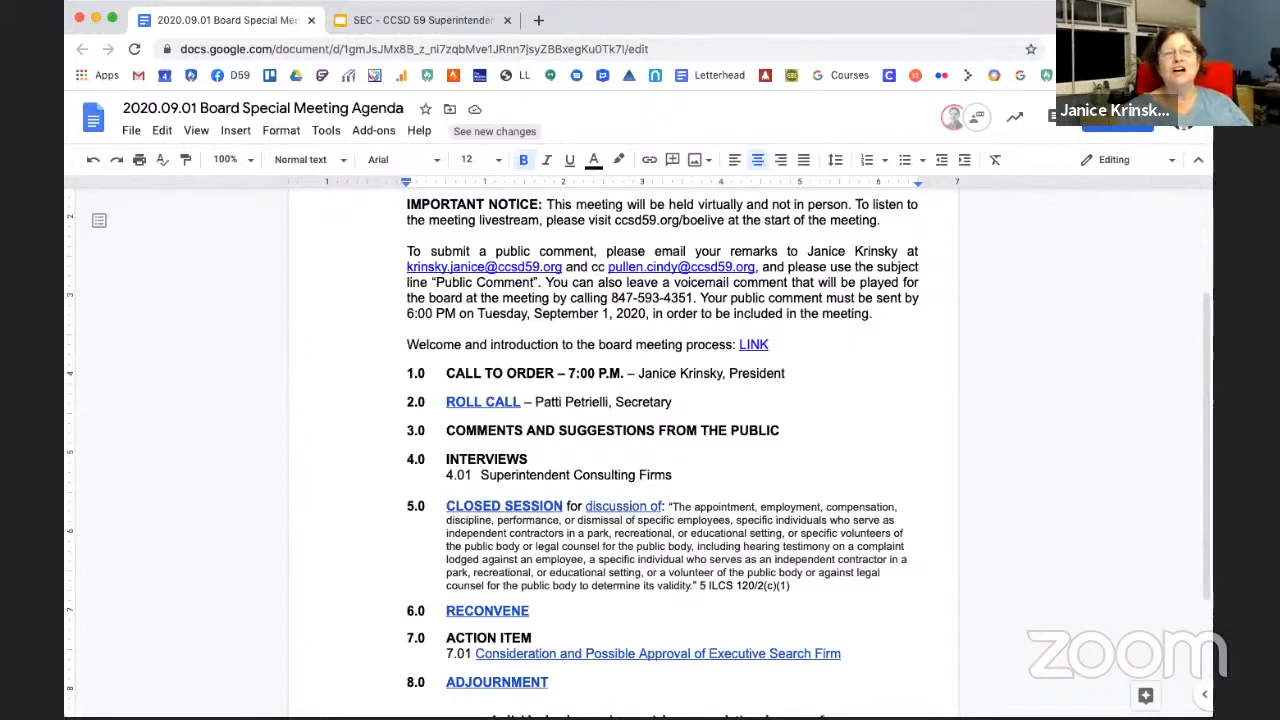 2020.09.01 Board Special Mee
SEC - CCSD 59 Superintender
docs.google.com/document/d/1gmJsJMx8B_z_ni7zqbMve1JRnn7jsyZBBxegKu0Tk7I/edit
Apps
D59
LL
Letterhead
Courses
Janice Krinsk...
2020.09.01 Board Special Meeting Agenda
File Edit View Insert Format Tools Add-ons Help See new changes
100% Normal text Arial 12 B I U A Editing
1 1 2 3 4 5 6 7
IMPORTANT NOTICE: This meeting will be held virtually and not in person. To listen to
the meeting livestream, please visit ccsd59.org/boelive at the start of the meeting.
To submit a public comment, please email your remarks to Janice Krinsky at
krinsky.janice@ccsd59.org and cc pullen.cindy@ccsd59.org, and please use the subject
line “Public Comment”. You can also leave a voicemail comment that will be played for
the board at the meeting by calling 847-593-4351. Your public comment must be sent by
6:00 PM on Tuesday, September 1, 2020, in order to be included in the meeting.
Welcome and introduction to the board meeting process: LINK
1.0 CALL TO ORDER – 7:00 P.M. – Janice Krinsky, President
2.0 ROLL CALL – Patti Petrielli, Secretary
3.0 COMMENTS AND SUGGESTIONS FROM THE PUBLIC
4.0 INTERVIEWS
4.01 Superintendent Consulting Firms
5.0 CLOSED SESSION for discussion of: “The appointment, employment, compensation,
discipline, performance, or dismissal of specific employees, specific individuals who serve as
independent contractors in a park, recreational, or educational setting, or specific volunteers of
the public body or legal counsel for the public body, including hearing testimony on a complaint
lodged against an employee, a specific individual who serves as an independent contractor in a
park, recreational, or educational setting, or a volunteer of the public body or against legal
counsel for the public body to determine its validity.” 5 ILCS 120/2(c)(1)
6.0 RECONVENE
7.0 ACTION ITEM
7.01 Consideration and Possible Approval of Executive Search Firm
8.0 ADJOURNMENT
zoom